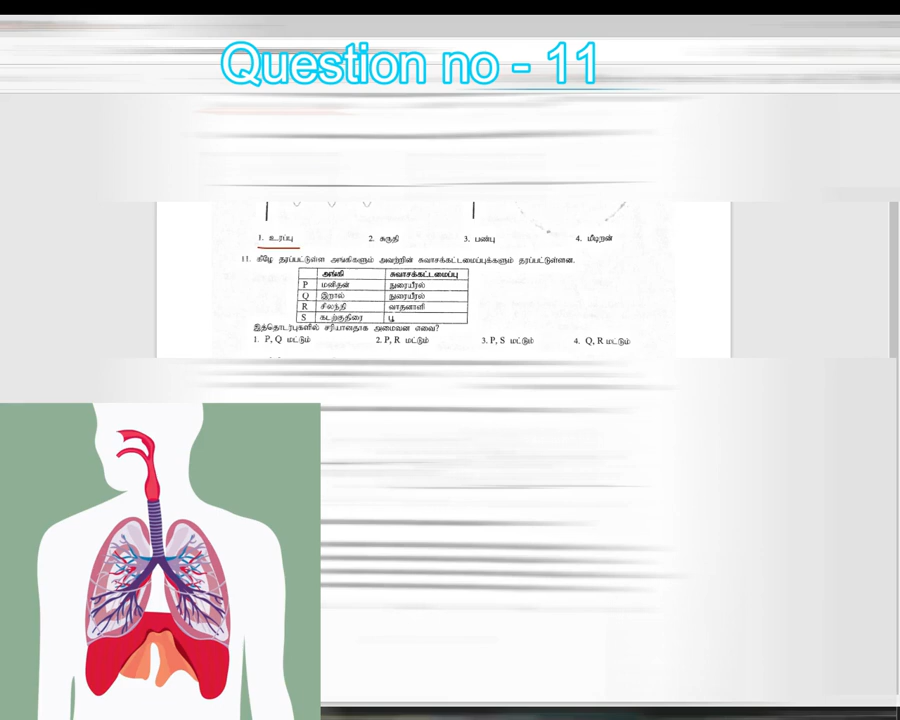 Question no - 11
1. உரப்பு 2. சுருதி 3. பண்பு 4. மீடிறன்
11. கீழே தரப்பட்டுள்ள அங்கிகளும் அவற்றின் சுவாசக்கட்டமைப்புக்களும் தரப்பட்டுள்ளன.
அங்கி சுவாசக்கட்டமைப்பு
P மனிதன் நுரையீரல்
Q இறால் நுரையீரல்
R சிலந்தி வாதனாளி
S கடற்குதிரை பூ
இத்தொடர்புகளில் சரியானதாக அமைவன எவை?
1. P, Q மட்டும் 2. P, R மட்டும் 3. P, S மட்டும் 4. Q, R மட்டும்